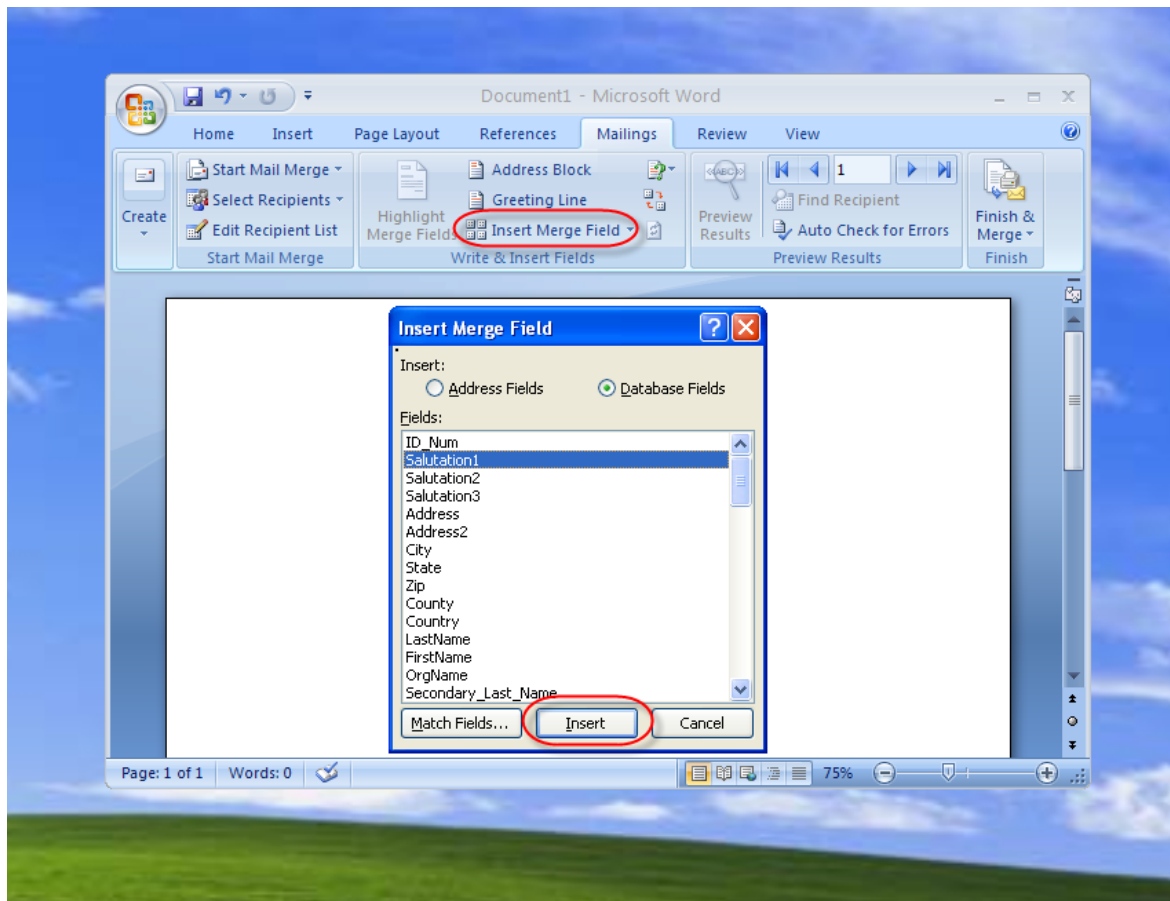 Document1 - Microsoft Word
Home Insert Page Layout References Mailings Review View
Create
Start Mail Merge
Select Recipients
Edit Recipient List
Start Mail Merge
Highlight
Merge Fields
Address Block
Greeting Line
Insert Merge Field
Write & Insert Fields
ABC
Preview
Results
1
Find Recipient
Auto Check for Errors
Preview Results
Finish &
Merge
Finish
Insert Merge Field
Insert:
Address Fields Database Fields
Fields:
ID_Num
Salutation1
Salutation2
Salutation3
Address
Address2
City
State
Zip
County
Country
LastName
FirstName
OrgName
Secondary_Last_Name
Match Fields... Insert Cancel
Page: 1 of 1 Words: 0 75%